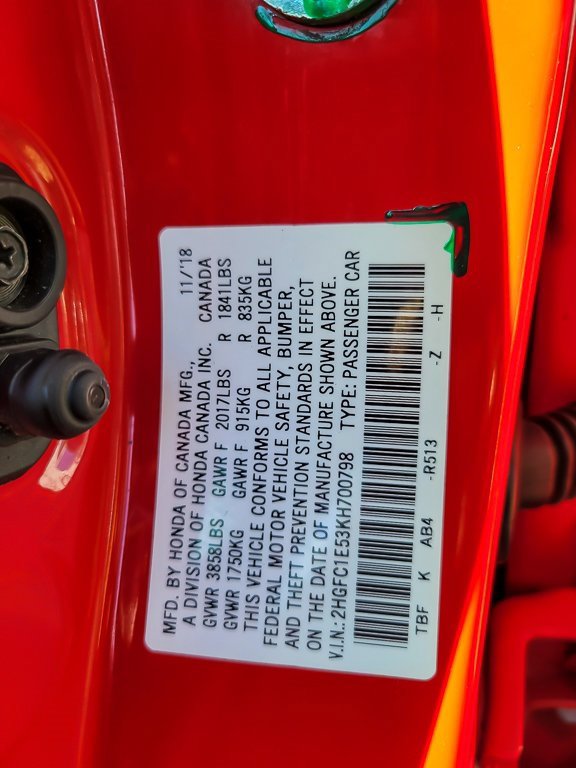 MFD. BY HONDA OF CANADA MFG., 11/'18
A DIVISION OF HONDA CANADA INC. CANADA
GVWR 3858LBS GAWR F 2017LBS R 1841LBS
GVWR 1750KG GAWR F 915KG R 835KG
THIS VEHICLE CONFORMS TO ALL APPLICABLE
FEDERAL MOTOR VEHICLE SAFETY, BUMPER,
AND THEFT PREVENTION STANDARDS IN EFFECT
ON THE DATE OF MANUFACTURE SHOWN ABOVE.
V.I.N.:2HGFC1E53KH700798 TYPE: PASSENGER CAR
TBF K AB4 -R513 -Z -H